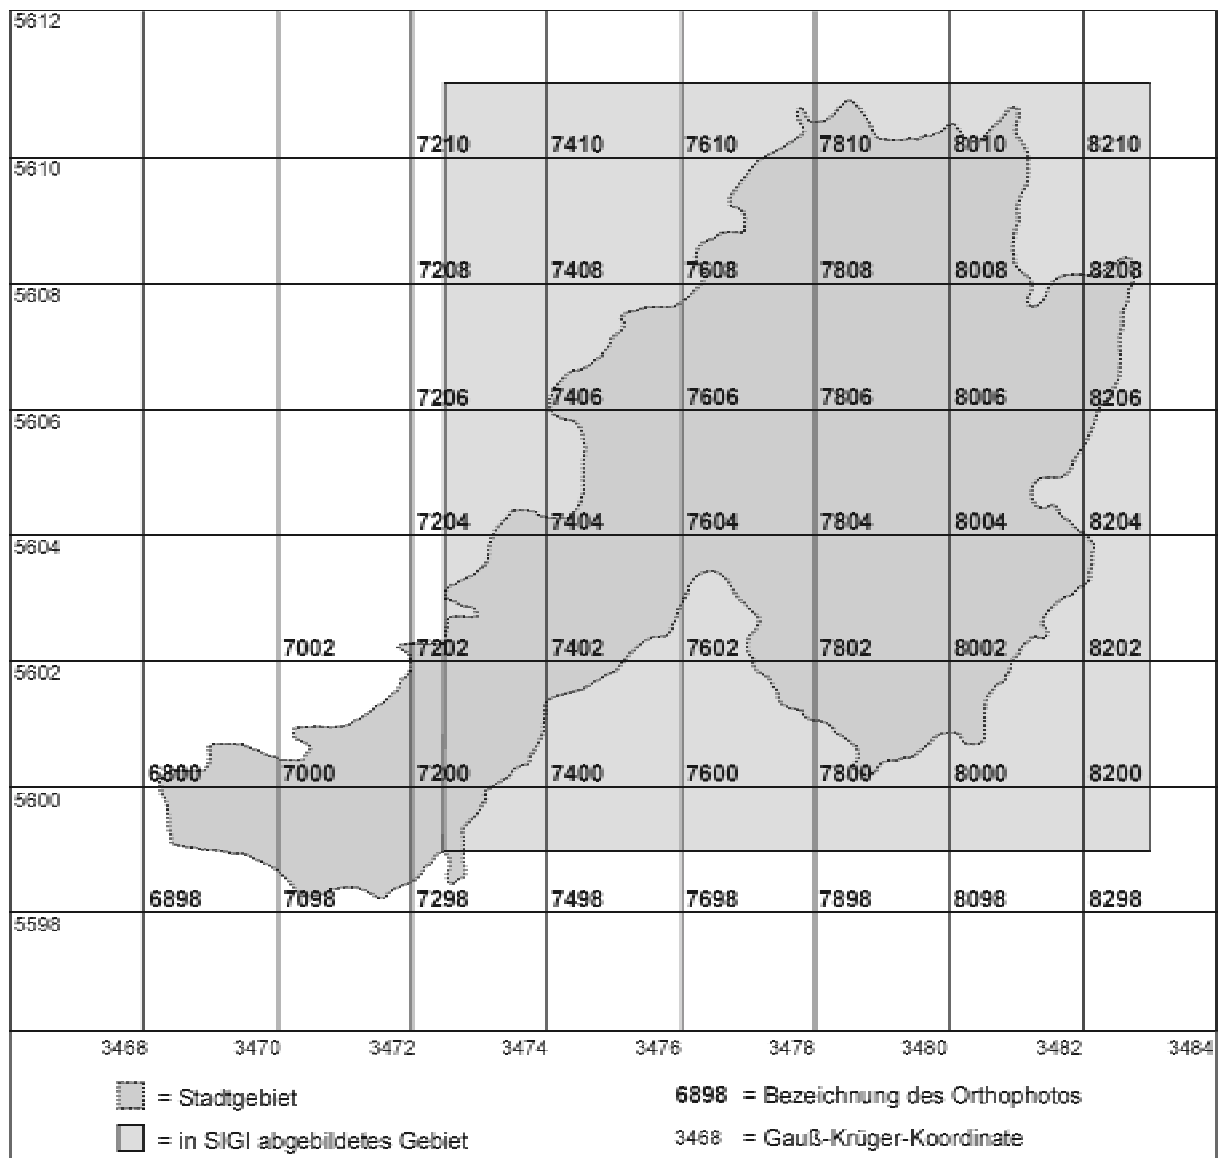 5612
7210 7410 7610 7810 8010 8210
5610
7208 7408 7608 7808 8008 8208
5608
7206 7406 7606 7806 8006 8206
5606
7204 7404 7604 7804 8004 8204
5604
7002 7202 7402 7602 7802 8002 8202
5602
6800 7000 7200 7400 7600 7800 8000 8200
5600
6898 7098 7298 7498 7698 7898 8098 8298
5598
3468 3470 3472 3474 3476 3478 3480 3482 3484
= Stadtgebiet
6898 = Bezeichnung des Orthophotos
= in SIGI abgebildetes Gebiet
3468 = Gauß-Krüger-Koordinate